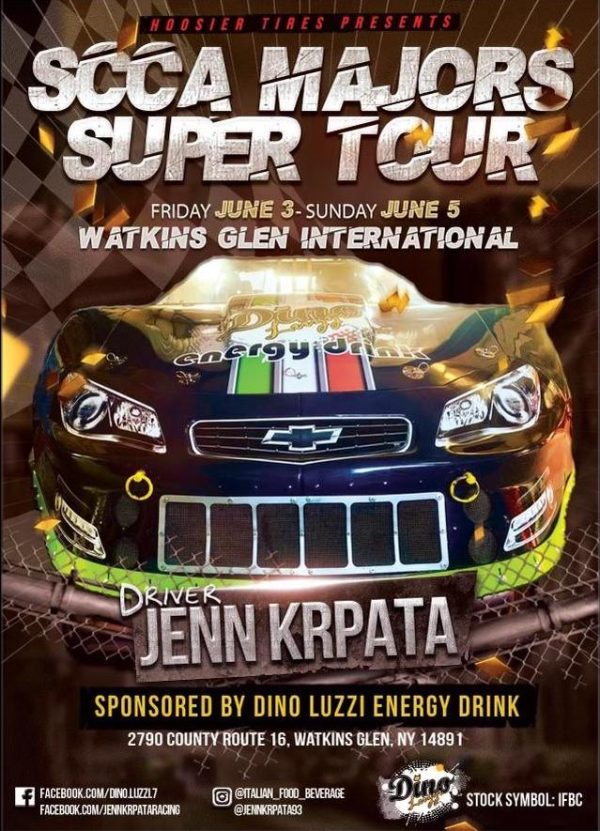 HOOSIER TIRES PRESENTS
SCCA MAJORS
SUPER TOUR
FRIDAY JUNE 3 - SUNDAY JUNE 5
WATKINS GLEN INTERNATIONAL
Dino
Luzzi
energy drink
DRIVER
JENN KRPATA
SPONSORED BY DINO LUZZI ENERGY DRINK
2790 COUNTY ROUTE 16, WATKINS GLEN, NY 14891
FACEBOOK.COM/DINO.LUZZI.7
FACEBOOK.COM/JENNKRPATARACING
@ITALIAN_FOOD_BEVERAGE
@JENNKRPATA93
Dino
Luzzi
STOCK SYMBOL: IFBC